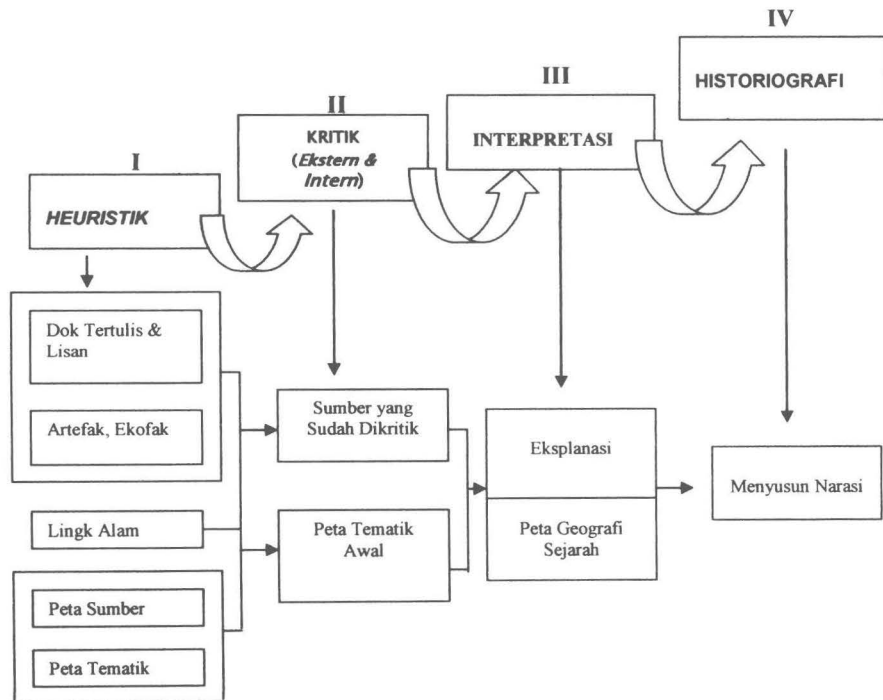 IV
HISTORIOGRAFI
III
INTERPRETASI
II
KRITIK
(Ekstern &
Intern)
I
HEURISTIK
Dok Tertulis &
Lisan
Artefak, Ekofak
Lingk Alam
Peta Sumber
Peta Tematik
Sumber yang
Sudah Dikritik
Peta Tematik
Awal
Eksplanasi
Peta Geografi
Sejarah
Menyusun Narasi